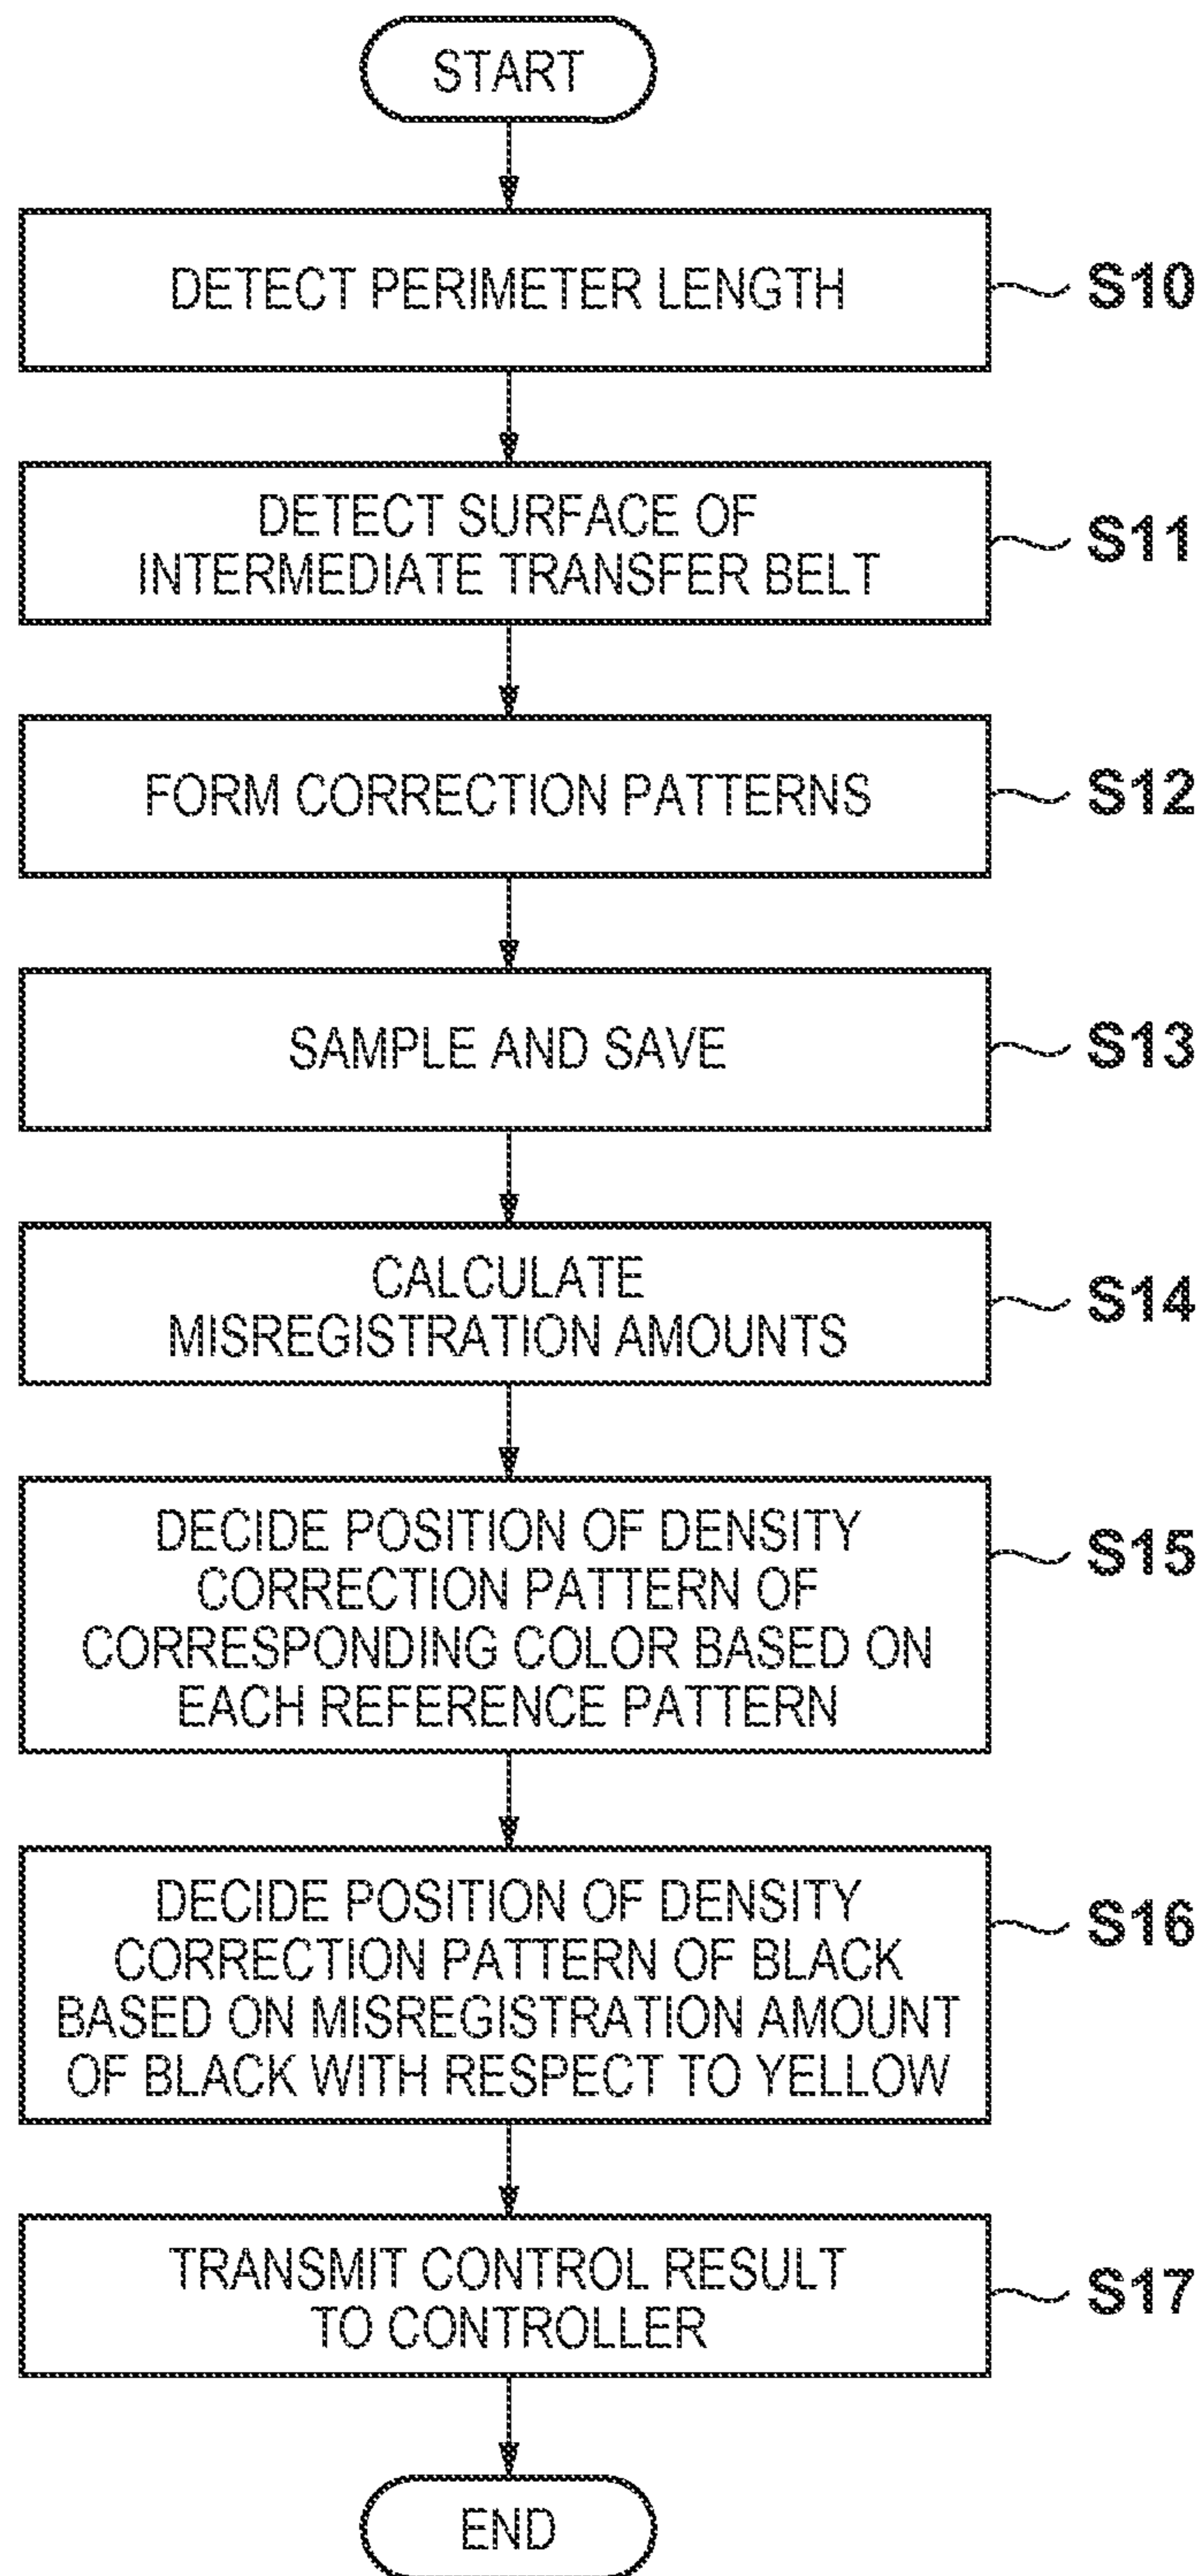 START
DETECT PERIMETER LENGTH
S10
DETECT SURFACE OF
INTERMEDIATE TRANSFER BELT
S11
FORM CORRECTION PATTERNS
S12
SAMPLE AND SAVE
S13
CALCULATE
MISREGISTRATION AMOUNTS
S14
DECIDE POSITION OF DENSITY
CORRECTION PATTERN OF
CORRESPONDING COLOR BASED ON
EACH REFERENCE PATTERN
S15
DECIDE POSITION OF DENSITY
CORRECTION PATTERN OF BLACK
BASED ON MISREGISTRATION AMOUNT
OF BLACK WITH RESPECT TO YELLOW
S16
TRANSMIT CONTROL RESULT
TO CONTROLLER
S17
END